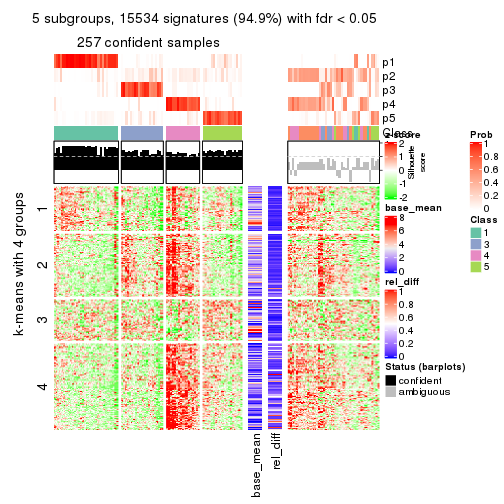 5 subgroups, 15534 signatures (94.9%) with fdr < 0.05
257 confident samples
p1
p2
p3
p4
p5
Class
z-score
2
1
0
-1
-2
Silhouette
score
Prob
1
0.8
0.6
0.4
0.2
0
base_mean
8
6
4
2
0
Class
1
3
4
5
rel_diff
1
0.8
0.6
0.4
0.2
0
Status (barplots)
confident
ambiguous
k-means with 4 groups
1
2
3
4
base_mean
rel_diff